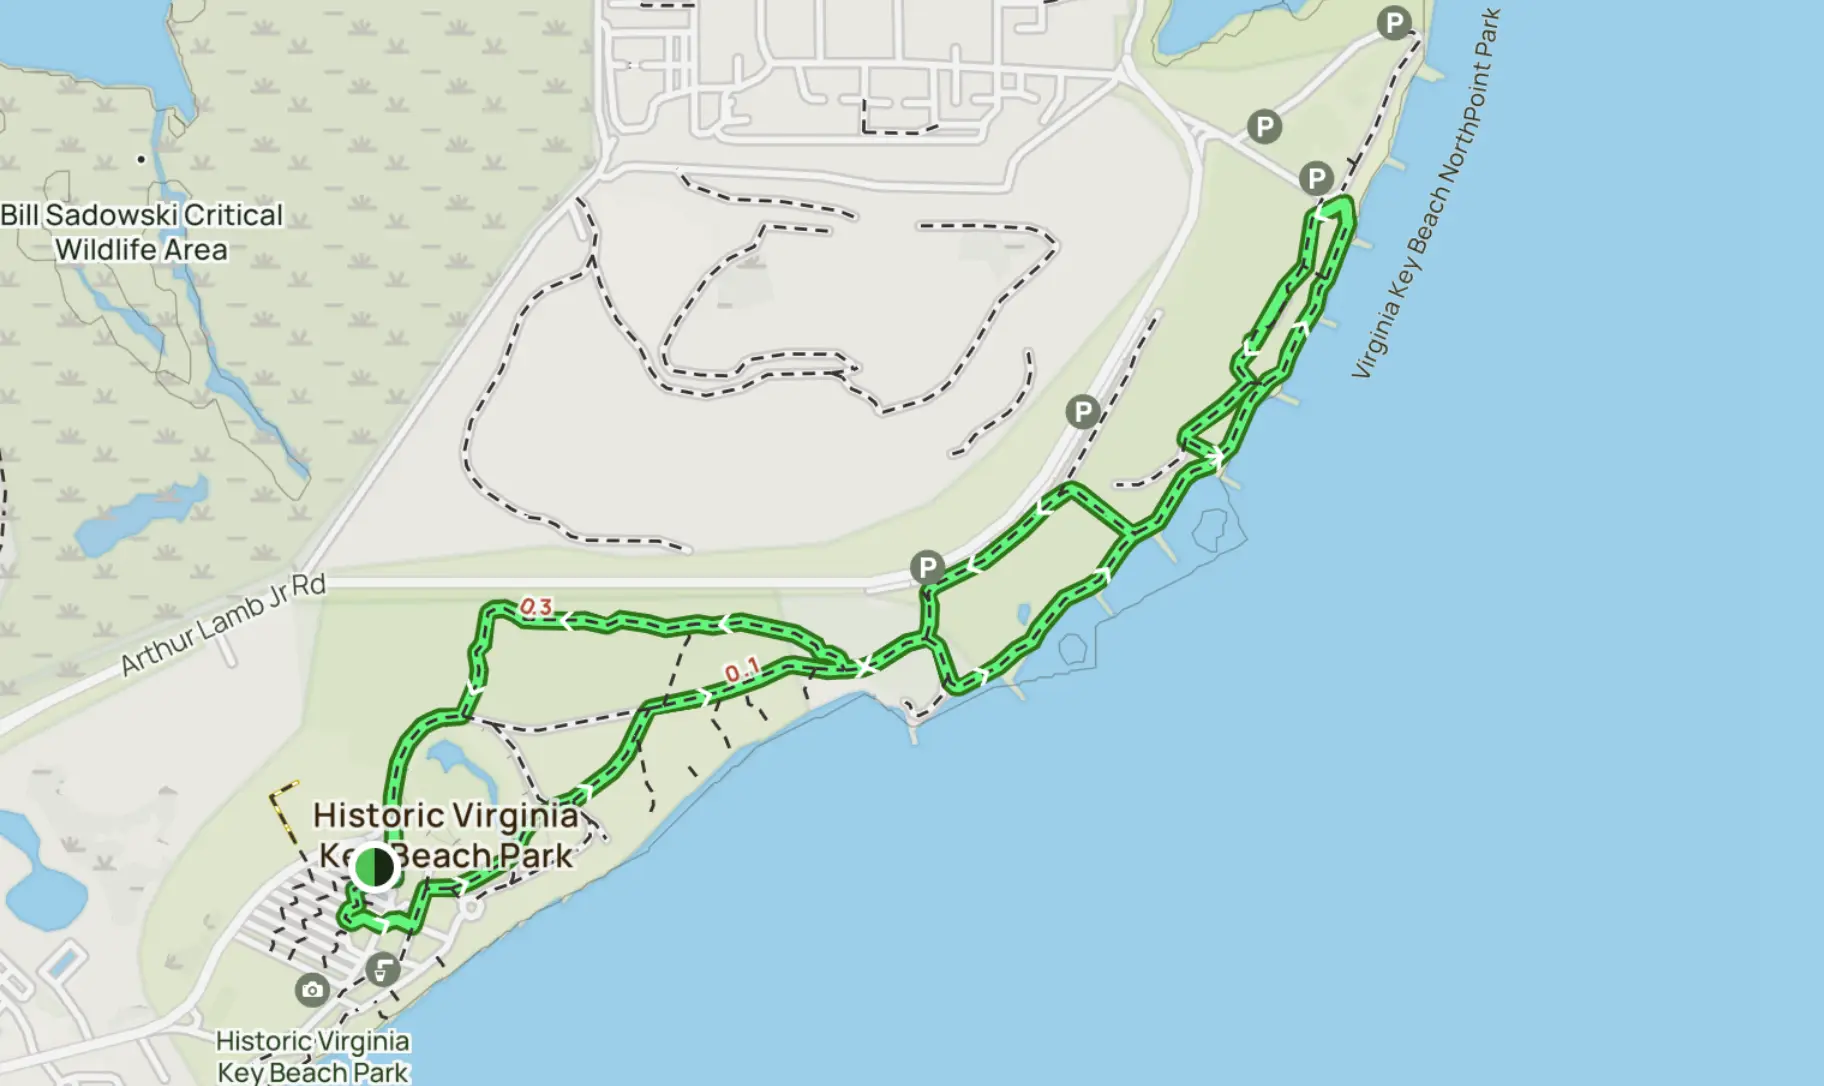 P
P
P
Virginia Key Beach NorthPoint Park
Bill Sadowski Critical
Wildlife Area
P
P
Arthur Lamb Jr Rd
0.3
0.1
Historic Virginia
Key Beach Park
Historic Virginia
Key Beach Park